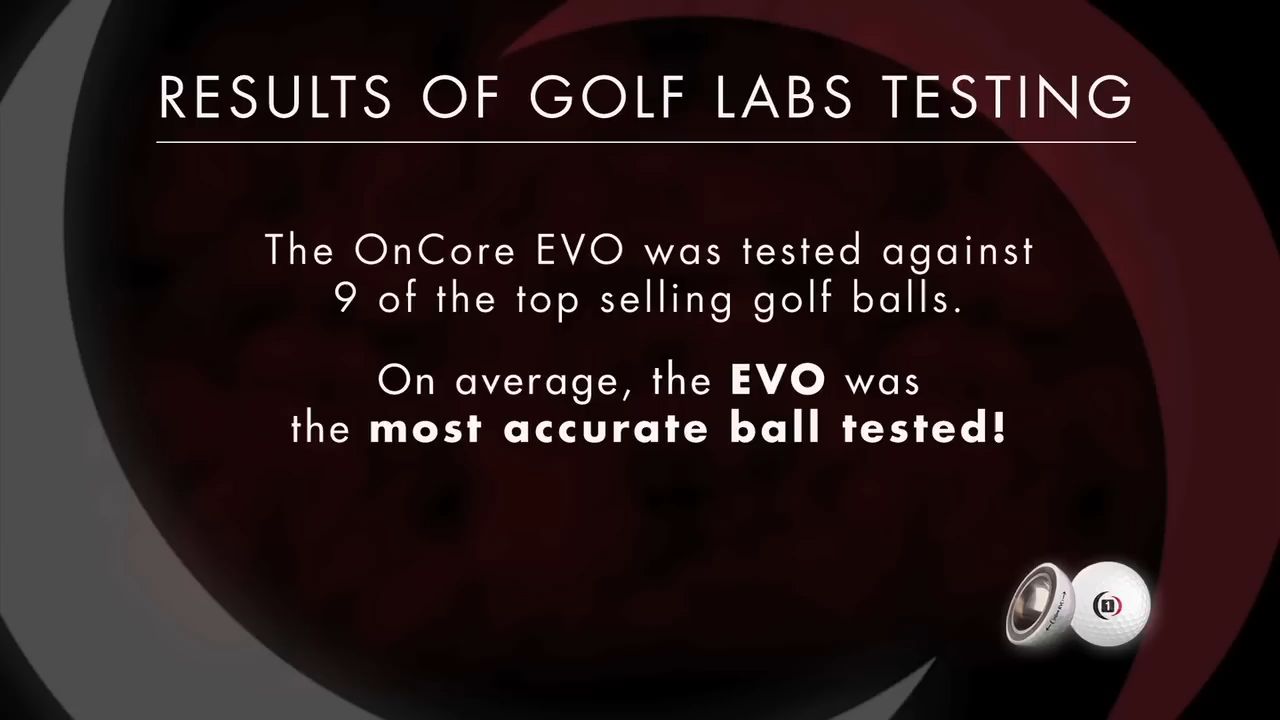 RESULTS OF GOLF LABS TESTING
The OnCore EVO was tested against
9 of the top selling golf balls.
On average, the EVO was
the most accurate ball tested!
1